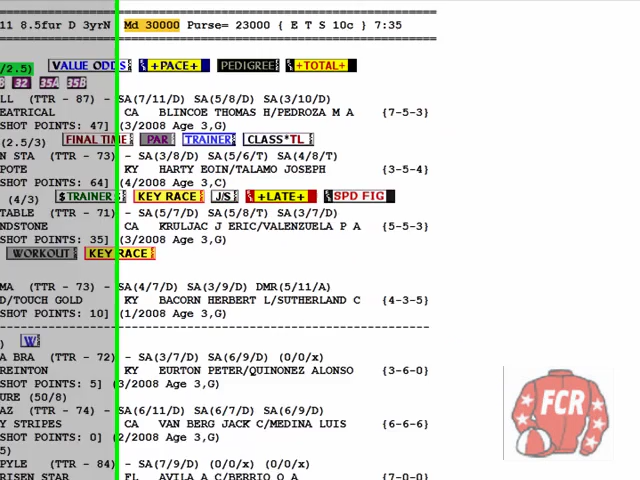 11 8.5fur D 3yrN Md 30000 Purse= 23000 { E T S 10c } 7:35
/2.5) VALUE ODDS +PACE+ PEDIGREE +TOTAL+
B 32 35A 35B
LL (TTR - 87) - SA(7/11/D) SA(5/8/D) SA(3/10/D)
EATRICAL CA BLINCOE THOMAS H/PEDROZA M A {7-5-3}
SHOT POINTS: 47] (3/2008 Age 3,G)
(2.5/3) FINAL TIME PAR TRAINER CLASS*TL
N STA (TTR - 73) - SA(3/8/D) SA(5/6/T) SA(4/8/T)
POTE KY HARTY EOIN/TALAMO JOSEPH {3-5-4}
SHOT POINTS: 64] (4/2008 Age 3,C)
(4/3) $TRAINER KEY RACE J/S +LATE+ SPD FIG
TABLE (TTR - 71) - SA(5/7/D) SA(5/8/T) SA(3/7/D)
NDSTONE CA KRULJAC J ERIC/VALENZUELA P A {5-5-3}
SHOT POINTS: 35] (3/2008 Age 3,G)
WORKOUT KEY RACE
MA (TTR - 73) - SA(4/7/D) SA(3/9/D) DMR(5/11/A)
D/TOUCH GOLD KY BACORN HERBERT L/SUTHERLAND C {4-3-5}
SHOT POINTS: 10] (1/2008 Age 3,G)
) W
A BRA (TTR - 72) - SA(3/7/D) SA(6/9/D) (0/0/x)
REINTON KY EURTON PETER/QUINONEZ ALONSO {3-6-0}
SHOT POINTS: 5] (3/2008 Age 3,G)
URE (50/8)
AZ (TTR - 74) - SA(6/11/D) SA(6/7/D) SA(6/9/D)
Y STRIPES CA VAN BERG JACK C/MEDINA LUIS {6-6-6}
SHOT POINTS: 0] (2/2008 Age 3,G)
5)
PYLE (TTR - 84) - SA(7/9/D) (0/0/x) (0/0/x)
RISEN STAR FL AVILA A C/BERRIO O A {7-0-0}
FCR